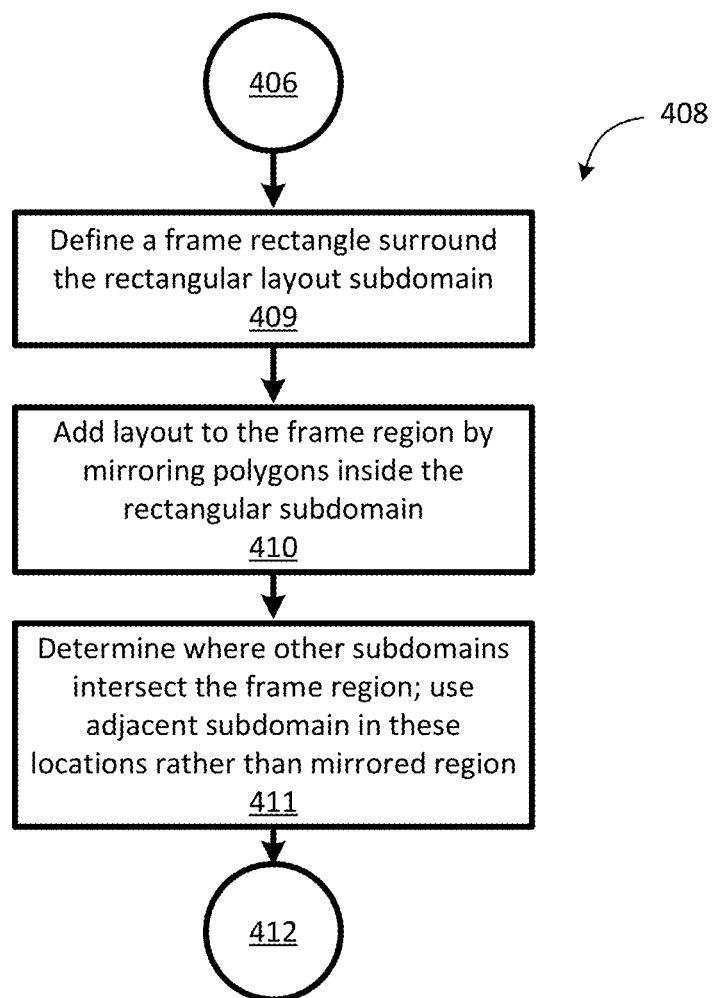 406
408
Define a frame rectangle surround
the rectangular layout subdomain
409
Add layout to the frame region by
mirroring polygons inside the
rectangular subdomain
410
Determine where other subdomains
intersect the frame region; use
adjacent subdomain in these
locations rather than mirrored region
411
412